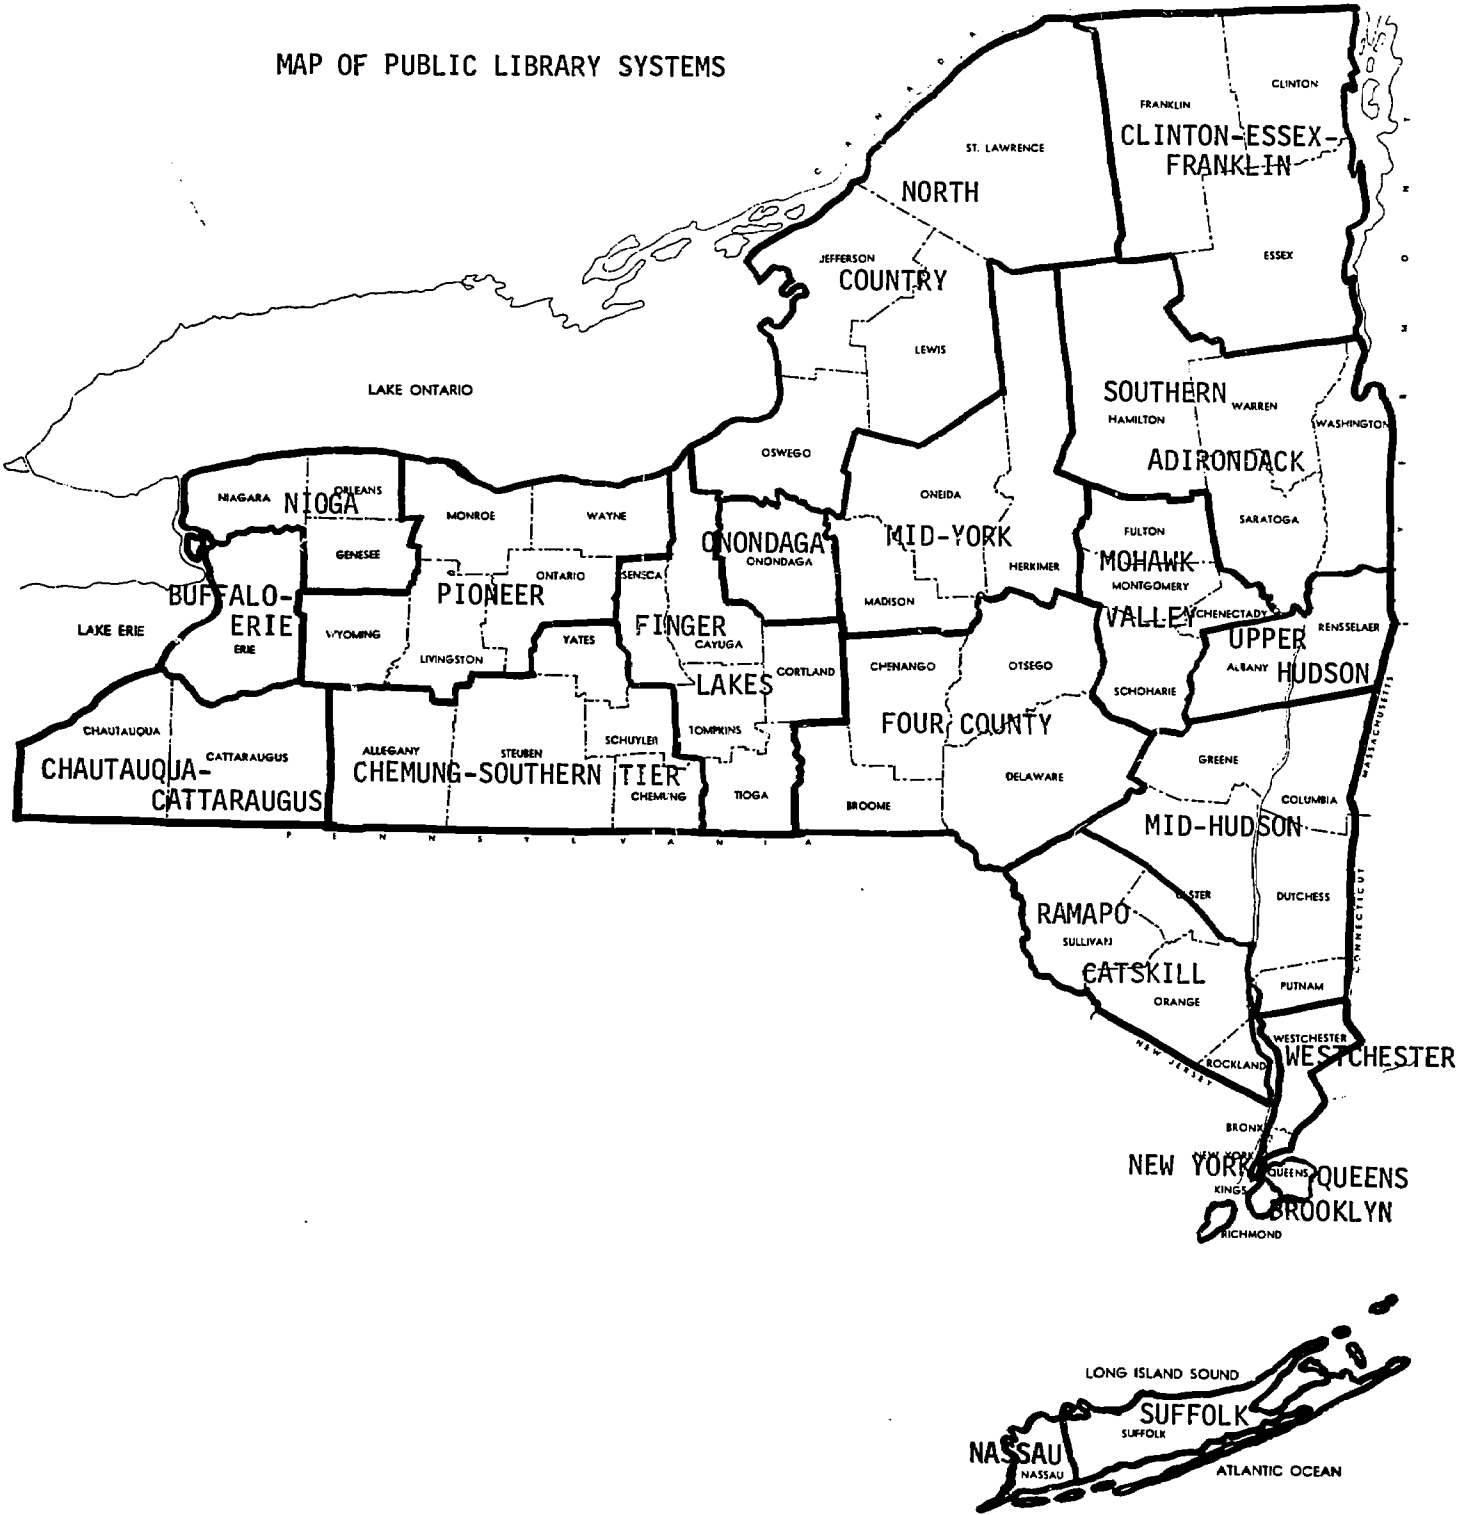 MAP OF PUBLIC LIBRARY SYSTEMS
CANADA
CLINTON
FRANKLIN
CLINTON-ESSEX-
FRANKLIN
ST. LAWRENCE
NORTH
JEFFERSON
COUNTRY
ESSEX
LEWIS
LAKE ONTARIO
SOUTHERN
HAMILTON
WARREN
WASHINGTON
ADIRONDACK
OSWEGO
NIAGARA
ORLEANS
NIOGA
MONROE
WAYNE
ONEIDA
SARATOGA
GENESEE
ONONDAGA
ONONDAGA
MID-YORK
FULTON
MOHAWK
MONTGOMERY
HERKIMER
ONTARIO
SENECA
BUFFALO-
ERIE
ERIE
PIONEER
MADISON
VALLEY
SCHENECTADY
UPPER
RENSSELAER
LAKE ERIE
WYOMING
LIVINGSTON
YATES
FINGER
CAYUGA
LAKES
CORTLAND
CHENANGO
OTSEGO
ALBANY
HUDSON
SCHOHARIE
CHAUTAUQUA
CATTARAUGUS
CHAUTAUQUA-
CATTARAUGUS
ALLEGANY
STEUBEN
SCHUYLER
TOMPKINS
FOUR COUNTY
CHEMUNG-SOUTHERN TIER
CHEMUNG
TIOGA
BROOME
DELAWARE
GREENE
COLUMBIA
MASSACHUSETTS
PENNSYLVANIA
MID-HUDSON
ULSTER
DUTCHESS
CONNECTICUT
RAMAPO
SULLIVAN
CATSKILL
ORANGE
PUTNAM
WESTCHESTER
WESTCHESTER
ROCKLAND
NEW JERSEY
BRONX
NEW YORK
NEW YORK
QUEENS
QUEENS
KINGS
BROOKLYN
RICHMOND
LONG ISLAND SOUND
SUFFOLK
SUFFOLK
NASSAU
NASSAU
ATLANTIC OCEAN